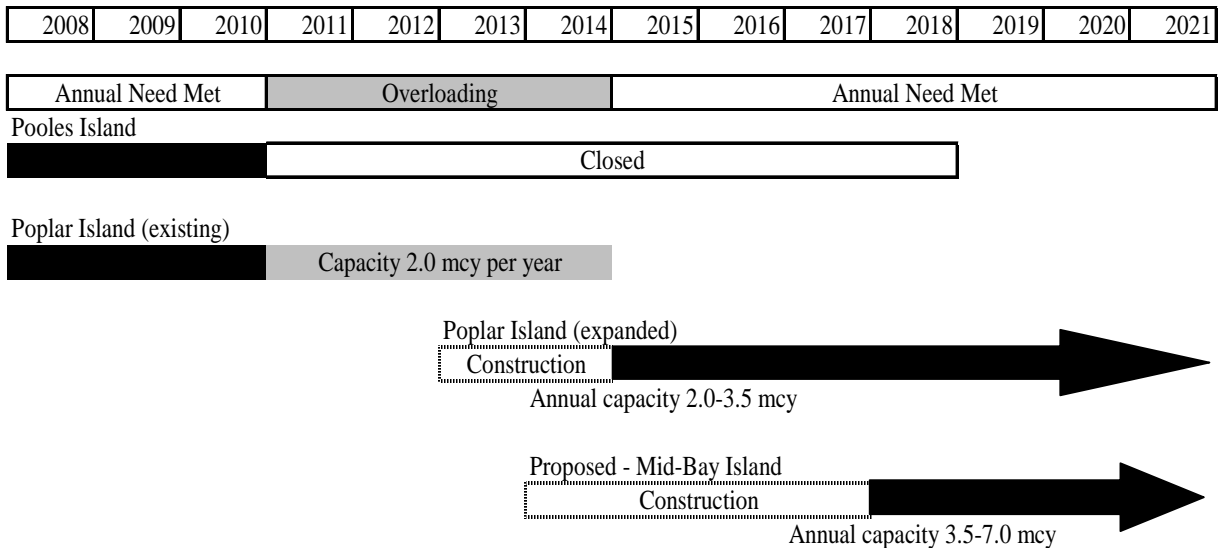 2008 2009 2010 2011 2012 2013 2014 2015 2016 2017 2018 2019 2020 2021
Annual Need Met Overloading Annual Need Met
Pooles Island
Closed
Poplar Island (existing)
Capacity 2.0 mcy per year
Poplar Island (expanded)
Construction
Annual capacity 2.0-3.5 mcy
Proposed - Mid-Bay Island
Construction
Annual capacity 3.5-7.0 mcy